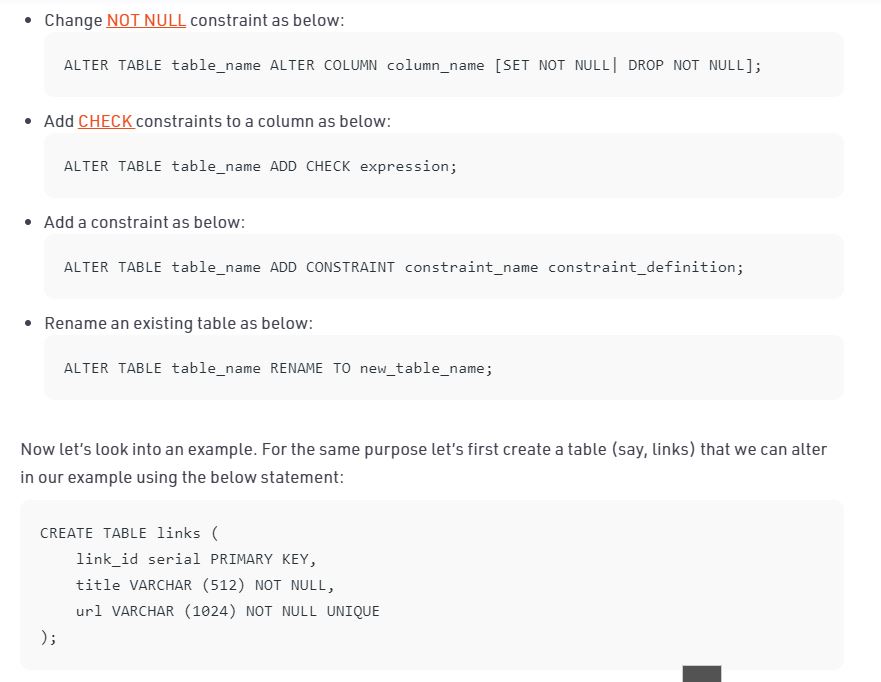 • Change NOT NULL constraint as below:
ALTER TABLE table_name ALTER COLUMN column_name [SET NOT NULL| DROP NOT NULL];
• Add CHECK constraints to a column as below:
ALTER TABLE table_name ADD CHECK expression;
• Add a constraint as below:
ALTER TABLE table_name ADD CONSTRAINT constraint_name constraint_definition;
• Rename an existing table as below:
ALTER TABLE table_name RENAME TO new_table_name;
Now let's look into an example. For the same purpose let's first create a table (say, links) that we can alter
in our example using the below statement:
CREATE TABLE links (
    link_id serial PRIMARY KEY,
    title VARCHAR (512) NOT NULL,
    url VARCHAR (1024) NOT NULL UNIQUE
);